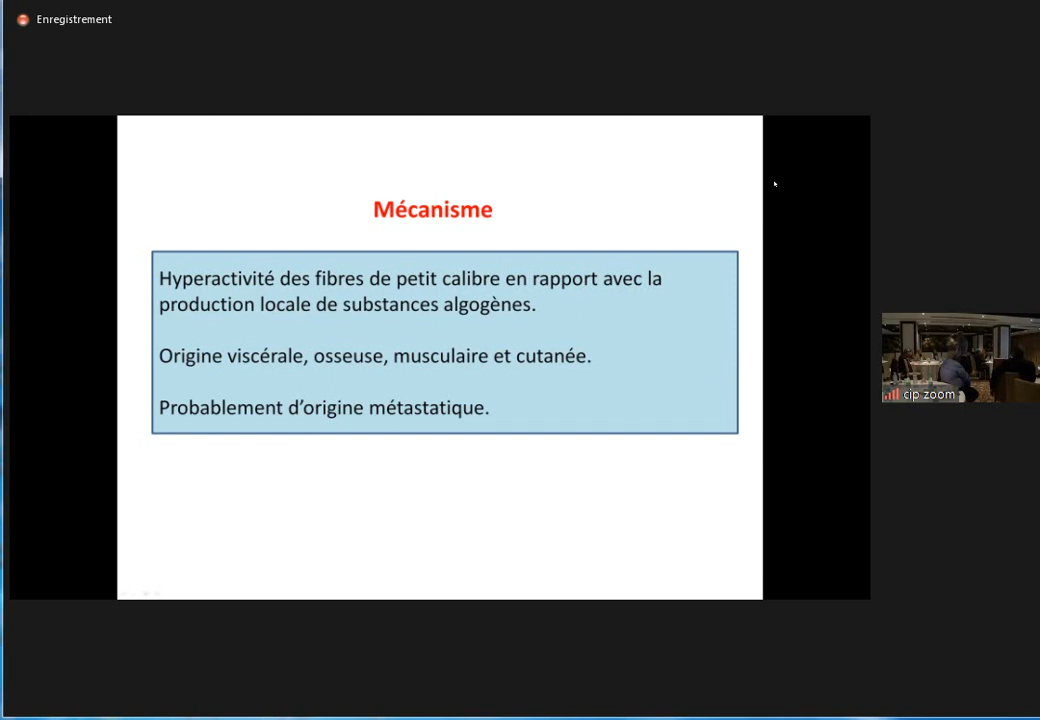 Enregistrement
Mécanisme
Hyperactivité des fibres de petit calibre en rapport avec la
production locale de substances algogènes.
Origine viscérale, osseuse, musculaire et cutanée.
Probablement d’origine métastatique.
cip zoom